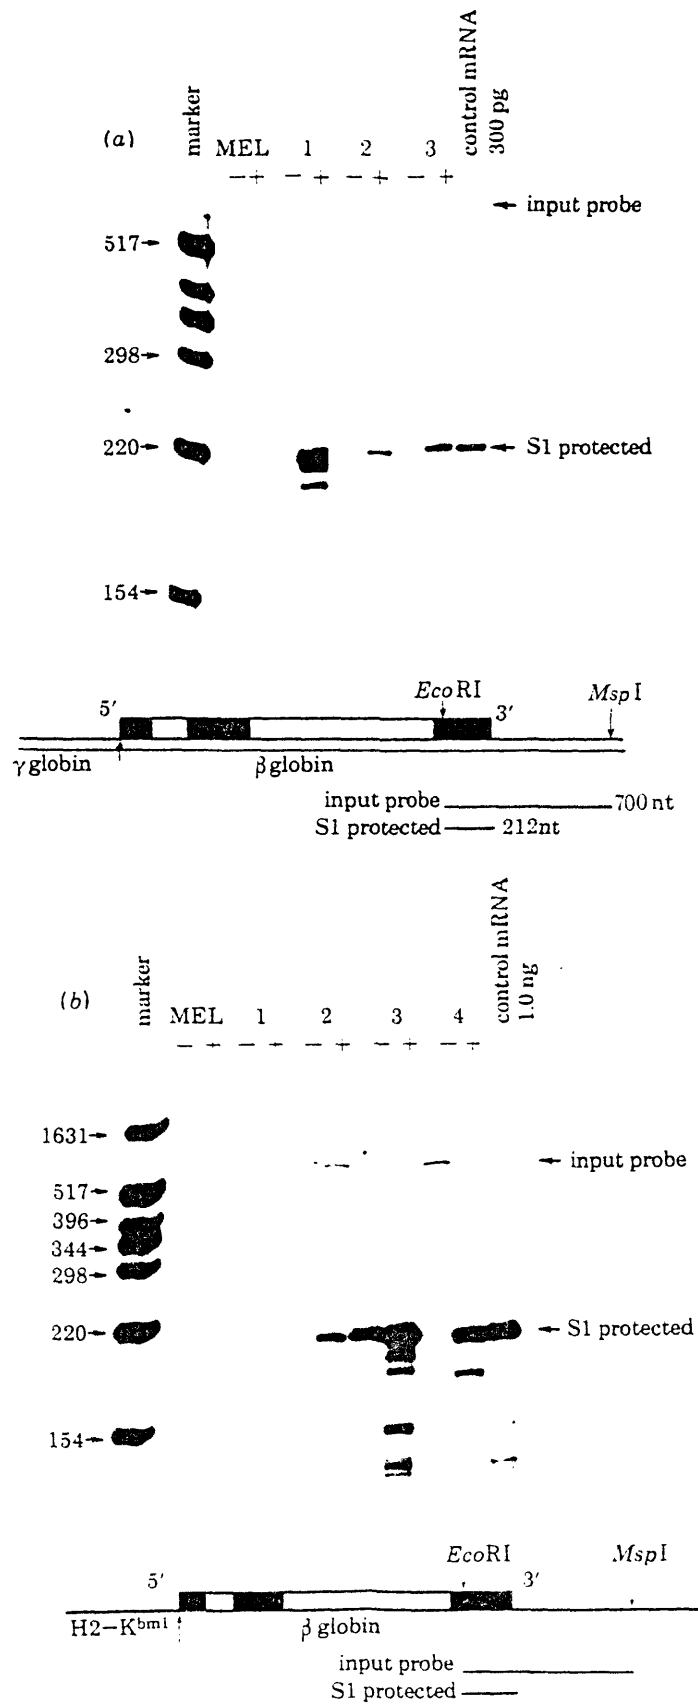 (a)
marker
MEL
1
2
3
control mRNA
300 pg
− + − + − + − +
input probe
517
298
220
S1 protected
154
5′
EcoRI
3′
MspI
γ globin
β globin
input probe
700 nt
S1 protected
212nt
(b)
marker
MEL
1
2
3
4
control mRNA
1.0 ng
− + − + − + − + − +
1631
input probe
517
396
344
298
220
S1 protected
154
5′
EcoRI
3′
MspI
H2−Kbm1
β globin
input probe
S1 protected